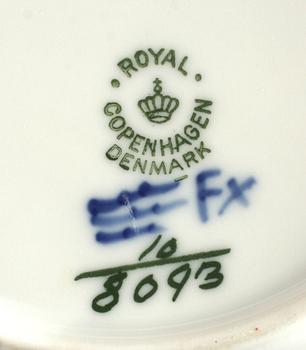 ROYAL
COPENHAGEN
DENMARK
FX
10
8093